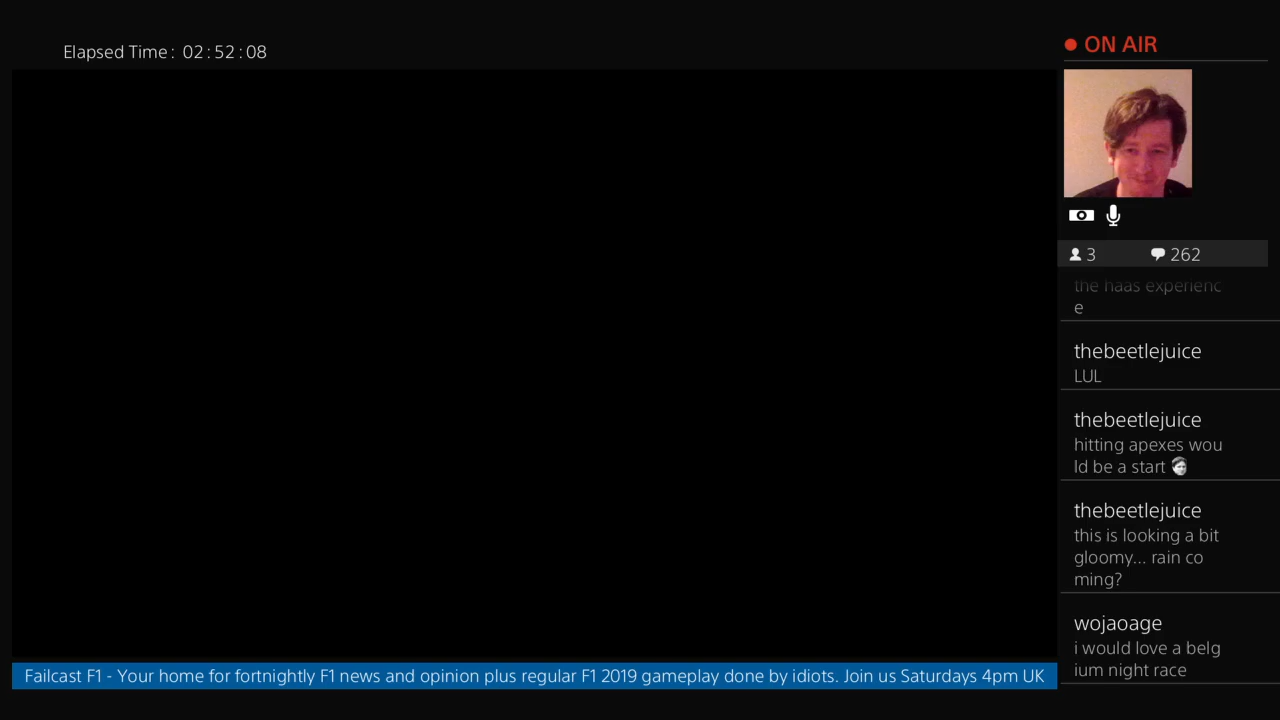 Elapsed Time: 02:52:08
ON AIR
3 262
the haas experienc
e
thebeetlejuice
LUL
thebeetlejuice
hitting apexes wou
ld be a start
thebeetlejuice
this is looking a bit
gloomy... rain co
ming?
wojaoage
i would love a belg
ium night race
Failcast F1 - Your home for fortnightly F1 news and opinion plus regular F1 2019 gameplay done by idiots. Join us Saturdays 4pm UK